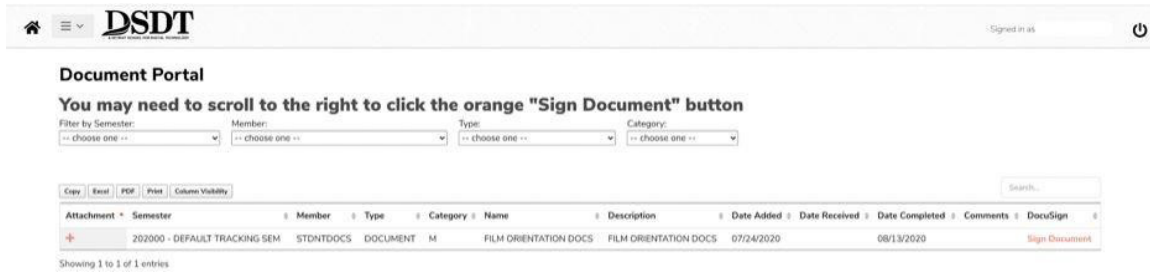 DSDT
Signed in as
Document Portal
You may need to scroll to the right to click the orange "Sign Document" button
Filter by Semester: Member: Type: Category:
-- choose one -- -- choose one -- -- choose one -- -- choose one --
Copy Excel PDF Print Column Visibility Search...
Attachment Semester Member Type Category Name Description Date Added Date Received Date Completed Comments DocuSign
202000 - DEFAULT TRACKING SEM STDNTDOCS DOCUMENT M FILM ORIENTATION DOCS FILM ORIENTATION DOCS 07/24/2020 08/13/2020 Sign Document
Showing 1 to 1 of 1 entries